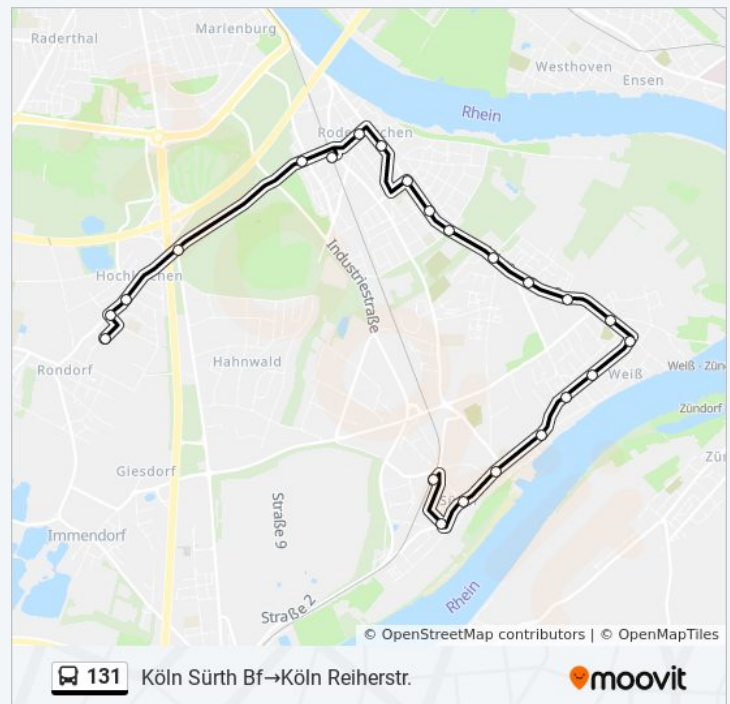 Marienburg
Raderthal
Westhoven
Ensen
Rhein
Industriestraße
Hahnwald
Rondorf
Weiß
Zündorf
Giesdorf
Straße 9
Immendorf
Rhein
Straße 2
© OpenStreetMap contributors | © OpenMapTiles
131 Köln Sürth Bf→Köln Reiherstr.
moovit